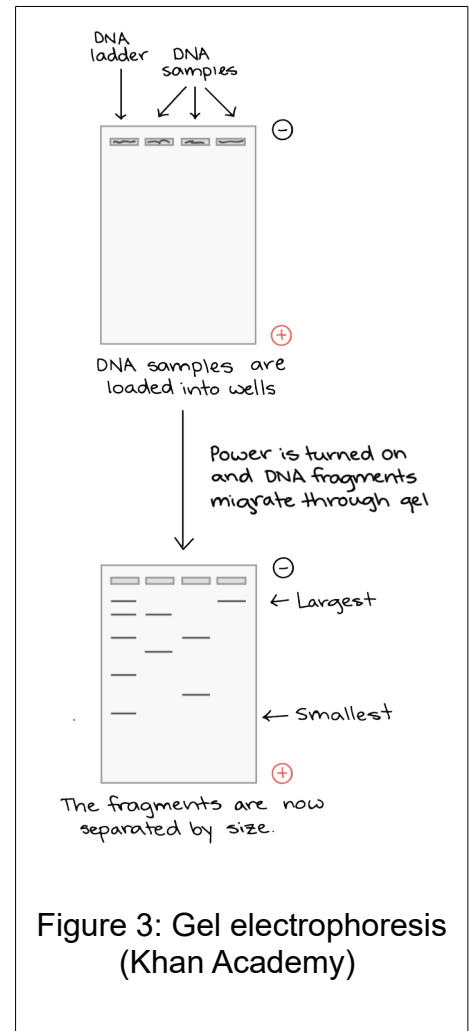 DNA
ladder
DNA
samples
−
+
DNA samples are
loaded into wells
Power is turned on
and DNA fragments
migrate through gel
−
← Largest
← Smallest
+
The fragments are now
separated by size.
Figure 3: Gel electrophoresis
(Khan Academy)